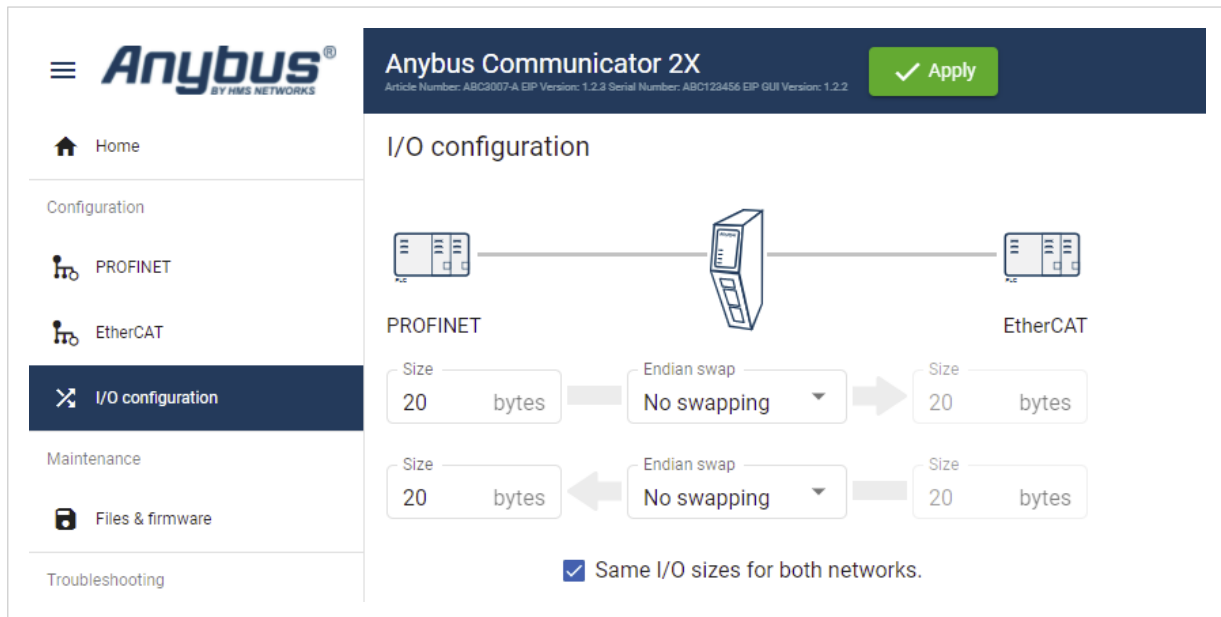 Anybus®
BY HMS NETWORKS
Anybus Communicator 2X
Article Number: ABC3007-A EIP Version: 1.2.3 Serial Number: ABC123456 EIP GUI Version: 1.2.2
Apply
Home
Configuration
PROFINET
EtherCAT
I/O configuration
Maintenance
Files & firmware
Troubleshooting
I/O configuration
Anybus
PLC
PLC
PROFINET
EtherCAT
Size
Endian swap
Size
20 bytes
No swapping
20 bytes
Size
Endian swap
Size
20 bytes
No swapping
20 bytes
Same I/O sizes for both networks.